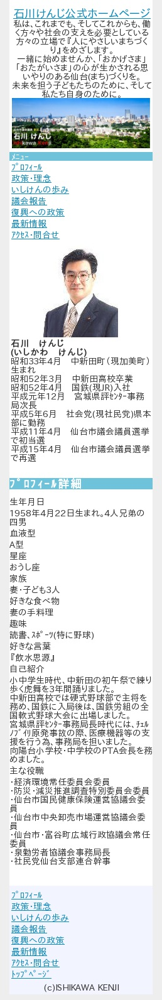 石川けんじ公式ホームページ
私は、これまでも、そしてこれからも、働
く方々や社会の支えを必要としている
方々の立場で『人にやさしいまちづく
り』をめざします。
一緒に始めませんか、「おかげさま」
「おたがいさま」の心が生かされる思
いやりのある仙台(まち)づくりを。
未来を担う子どもたちのために、そして
私たち自身のために。
仙台市議会議員
石川 けんじ
Ishikawa Kenji
ﾒﾆｭｰ
ﾌﾟﾛﾌｨｰﾙ
政策･理念
いしけんの歩み
議会報告
復興への政策
最新情報
ｱｸｾｽ･問合せ
石川　けんじ
(いしかわ　けんじ)
昭和33年4月　中新田町（現加美町）
生まれ
昭和52年3月　中新田高校卒業
昭和52年4月　国鉄(現JR)入社
平成元年12月　宮城県評ｾﾝﾀｰ事務
局次長
平成5年6月　社会党(現社民党)県本
部に勤務
平成11年4月　仙台市議会議員選挙
で初当選
平成15年4月　仙台市議会議員選挙
で再選
ﾌﾟﾛﾌｨｰﾙ詳細
生年月日
1958年4月22日生まれ。4人兄弟の
四男
血液型
A型
星座
おうし座
家族
妻･子ども3人
好きな食べ物
妻の手料理
趣味
読書､ｽﾎﾟｰﾂ(特に野球)
好きな言葉
『飲水思源』
自己紹介
小中学生時代、中新田の初午祭で練り
歩く虎舞を3年間踊りました。
中新田高校では硬式野球部で主将を
務め、国鉄に入局後は、国鉄労組の全
国軟式野球大会に出場しました。
宮城県評ｾﾝﾀｰ事務局長時代には、ﾁｪﾙ
ﾉﾌﾞｲﾘ原発事故の際、医療機器等の支
援を行う為、事務局を担いました。
向陽台小学校･中学校のPTA会長を務
めました。
主な役職
･経済環境常任委員会委員
･防災･減災推進調査特別委員会委員
･仙台市国民健康保険運営協議会委
員
･仙台市中央卸売市場運営協議会委
員
･仙台市･富谷町広域行政協議会常任
委員
･泉勤労者協議会事務局長
･社民党仙台支部連合幹事
ﾌﾟﾛﾌｨｰﾙ
政策･理念
いしけんの歩み
議会報告
復興への政策
最新情報
ｱｸｾｽ･問合せ
ﾄｯﾌﾟﾍﾟｰｼﾞ
(c)ISHIKAWA KENJI